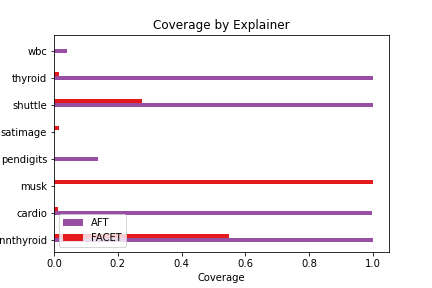 Coverage by Explainer
wbc
thyroid
shuttle
satimage
pendigits
musk
cardio
nnthyroid
AFT
FACET
0.0 0.2 0.4 0.6 0.8 1.0
Coverage